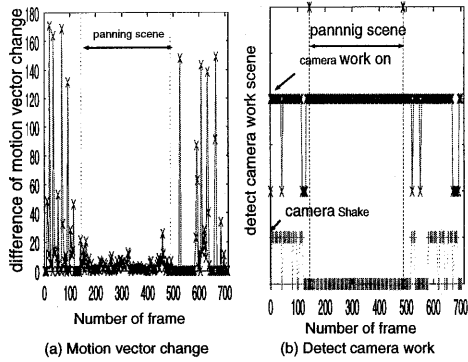 180
160
140
120
100
80
60
40
20
0
difference of motion vector change
panning scene
0 100 200 300 400 500 600 700
Number of frame
(a) Motion vector change
pannnig scene
camera work on
camera Shake
detect camera work scene
0 100 200 300 400 500 600 700
Number of frame
(b) Detect camera work